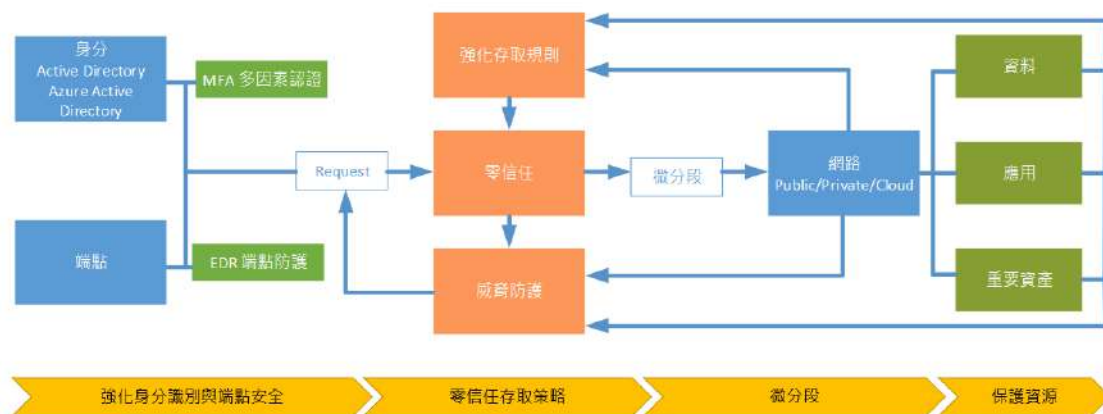 身分
Active Directory
Azure Active
Directory
MFA 多因素認證
端點
EDR 端點防護
Request
強化存取規則
零信任
威脅防護
微分段
網路
Public/Private/Cloud
資料
應用
重要資產
強化身分識別與端點安全
零信任存取策略
微分段
保護資源